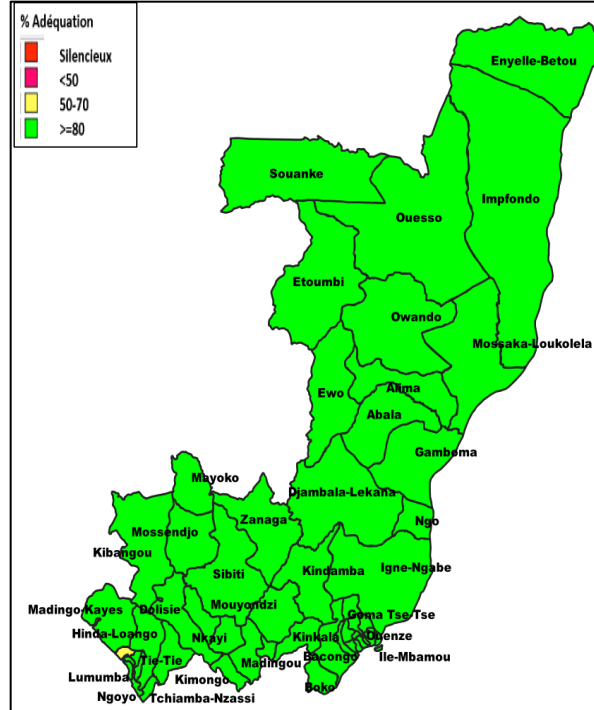 % Adéquation
Silencieux
<50
50-70
>=80
Enyelle-Betou
Souanke
Impfondo
Ouesso
Etoumbi
Owando
Mossaka-Loukolela
Alima
Ewo
Abala
Gamboma
Mayoko
Djambala-Lekana
Zanaga
Ngo
Mossendjo
Kibangou
Igne-Ngabe
Sibiti
Kindamba
Madingo-Kayes
Dolisie
Mouyondzi
Goma Tse-Tse
Hinda-Loango
Nkayi
Kinkala
Ouenze
Tie-Tie
Madingou
Bacongo
Ile-Mbamou
Lumumba
Kimongo
Boko
Ngoyo
Tchiamba-Nzassi